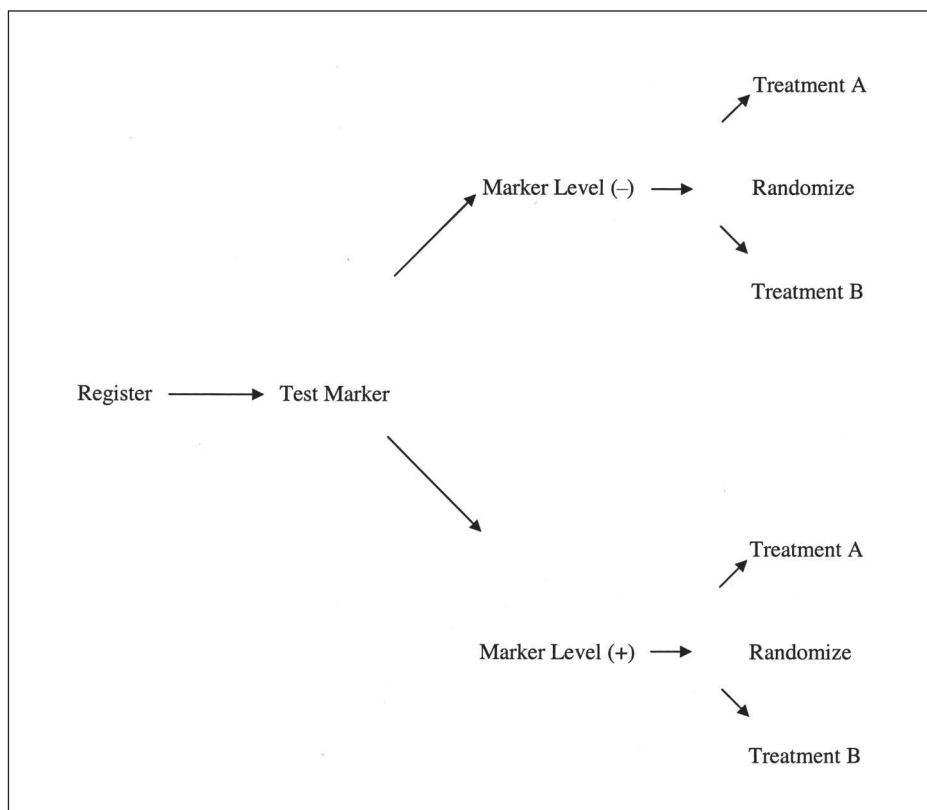 Treatment A
Marker Level (–)
Randomize
Treatment B
Register
Test Marker
Treatment A
Marker Level (+)
Randomize
Treatment B